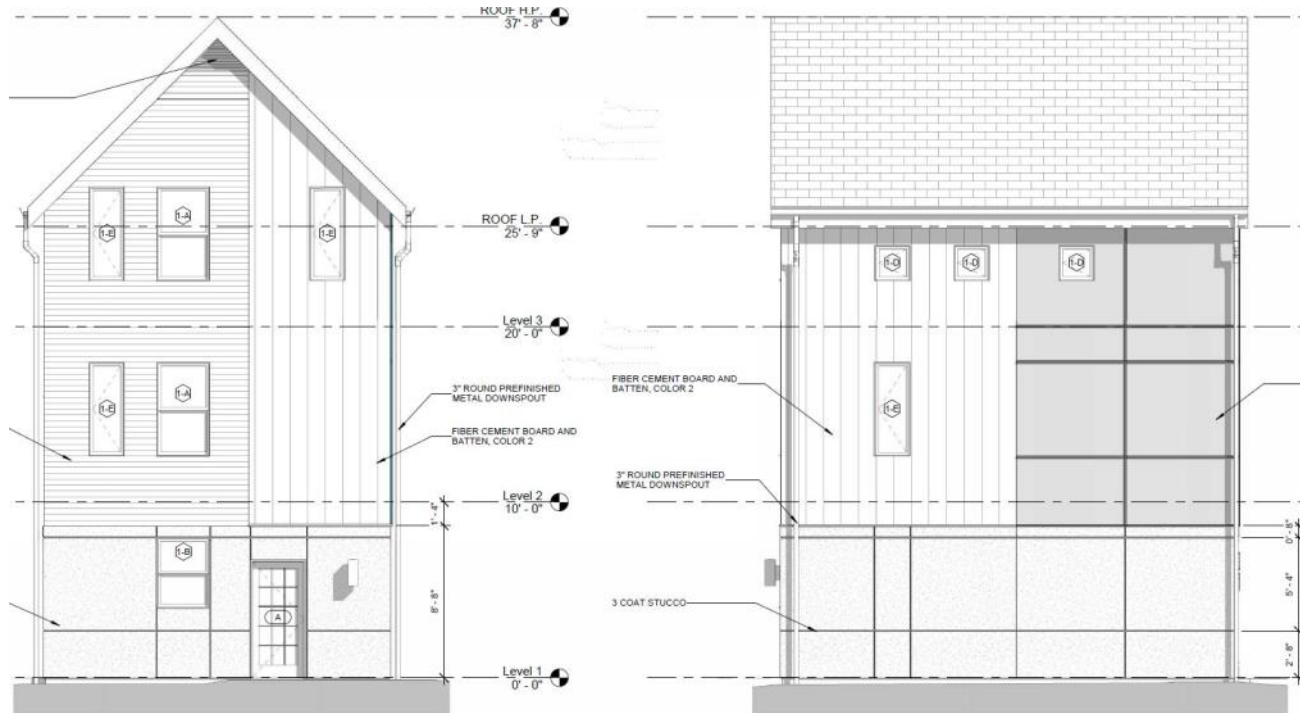 ROOF H.P.
37' - 8"
1-E
1-A
1-E
ROOF L.P.
25' - 9"
1-D
1-D
1-D
Level 3
20' - 0"
1-E
1-A
3" ROUND PREFINISHED
METAL DOWNSPOUT
FIBER CEMENT BOARD AND
BATTEN, COLOR 2
FIBER CEMENT BOARD AND
BATTEN, COLOR 2
1-E
3" ROUND PREFINISHED
METAL DOWNSPOUT
Level 2
10' - 0"
1' - 4"
8' - 8"
1-B
A
0' - 8"
5' - 4"
2' - 8"
3 COAT STUCCO
Level 1
0' - 0"